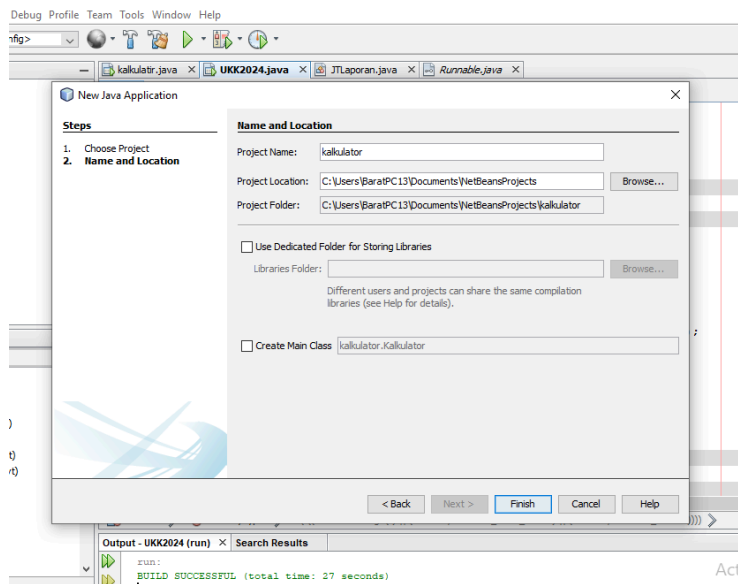 Debug Profile Team Tools Window Help
nfig>
kalkulatir.java UKK2024.java JTLaporan.java Runnable.java
New Java Application
Steps
1. Choose Project
2. Name and Location
Name and Location
Project Name: kalkulator
Project Location: C:\Users\BaratPC13\Documents\NetBeansProjects Browse...
Project Folder: C:\Users\BaratPC13\Documents\NetBeansProjects\kalkulator
Use Dedicated Folder for Storing Libraries
Libraries Folder: Browse...
Different users and projects can share the same compilation
libraries (see Help for details).
;
Create Main Class kalkulator.Kalkulator
)
t)
vt)
< Back Next > Finish Cancel Help
Output - UKK2024 (run) Search Results
run:
BUILD SUCCESSFUL (total time: 27 seconds)
Act